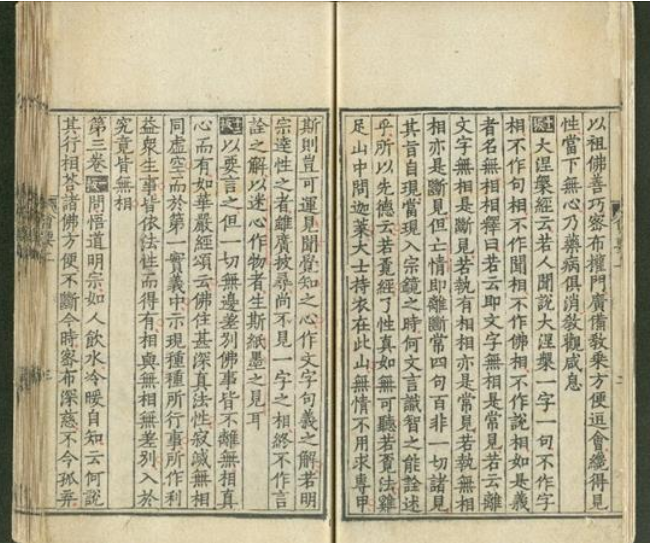 以祖佛善巧密布權門廣備教乘方便逗會纔得見
性當下無心乃藥病俱消教觀咸息
大涅槃經云若人聞說大涅槃一字一句不作字
相不作句相不作聞相不作佛相不作說相如是義
者名無相相釋曰若云即文字無相是常見若云離
文字無相是斷見若執有相相亦是常見若執無相
相亦是斷見但亡情即離斷常四句百非一切諸見
其旨自現當現入宗鏡之時何文言識智之能詮述
乎所以先德云若覓經了性真如無可聽若覓法雞
足山中問迦葉大士持衣在此山無情不用求專甲
斯則豈可運見聞覺知之心作文字句義之解若明
宗達性之者雖廣披尋尚不見一字之相終不作言
詮之解以迷心作物者生斯紙墨之見耳
以要言之但一切無邊差別佛事皆不離無相真
心而有如華嚴經頌云佛住甚深真法性寂滅無相
同虛空而於第一實義中示現種種所行事所作利
益眾生事皆依法性而得有相與無相無差別入於
究竟皆無相
第三卷 問悟道明宗如人飲水冷暖自知云何說
其行相荅諸佛方便不斷今時密布深慈不令孤棄